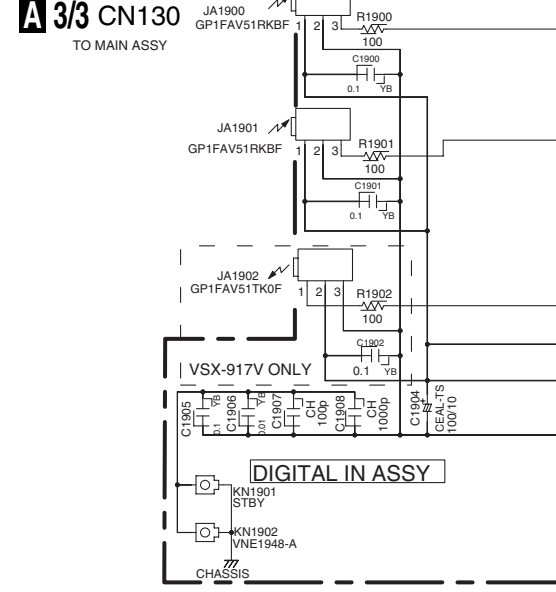 A 3/3 CN130
TO MAIN ASSY
JA1900
GP1FAV51RKBF
1 2 3
R1900
100
C1900
0.1 YB
JA1901
GP1FAV51RKBF
1 2 3
R1901
100
C1901
0.1 YB
JA1902
GP1FAV51TK0F
1 2 3
R1902
100
C1902
0.1 YB
VSX-917V ONLY
C1905
0.1
YB
C1906
0.01
YB
C1907
CH
100p
C1908
CH
1000p
C1904
+
CEAL-TS
100/10
DIGITAL IN ASSY
KN1901
STBY
KN1902
VNE1948-A
CHASSIS